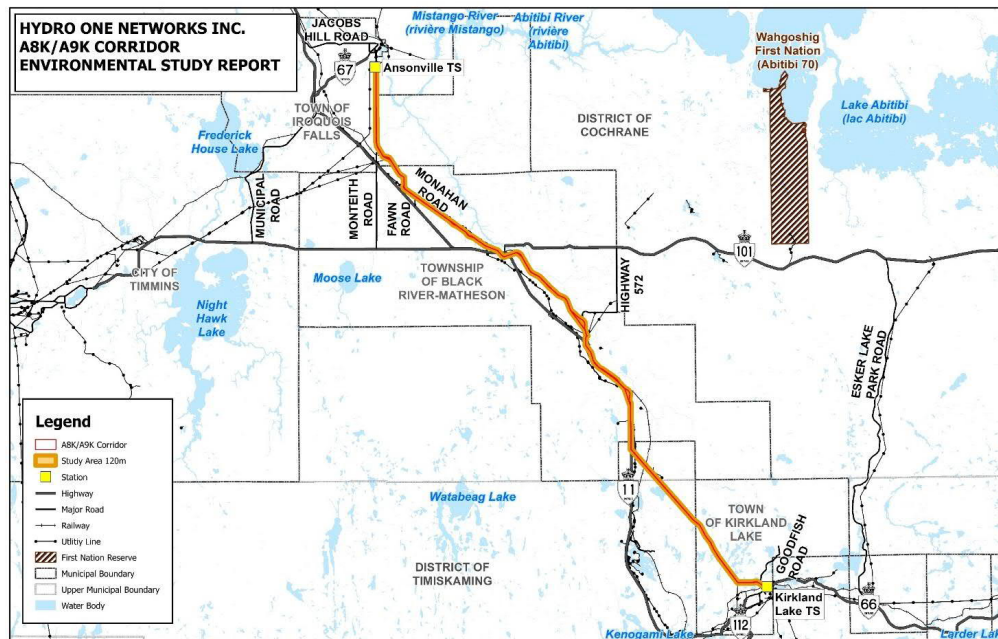 HYDRO ONE NETWORKS INC.
A8K/A9K CORRIDOR
ENVIRONMENTAL STUDY REPORT
JACOBS
HILL ROAD
Mistango River
(rivière Mistango)
Abitibi River
(rivière
Abitibi)
67
Ansonville TS
Wahgoshig
First Nation
(Abitibi 70)
Lake Abitibi
(lac Abitibi)
TOWN OF
IROQUOIS
FALLS
DISTRICT OF
COCHRANE
Frederick
House Lake
MUNICIPAL
ROAD
MONTEITH
ROAD
FAWN
ROAD
MONAHAN
ROAD
101
CITY OF
TIMMINS
Moose Lake
TOWNSHIP
OF BLACK
RIVER-MATHESON
HIGHWAY
572
Night
Hawk
Lake
ESKER LAKE
PARK ROAD
Legend
A8K/A9K Corridor
Study Area 120m
Station
Highway
Major Road
Railway
Utltiy Line
First Nation Reserve
Municipal Boundary
Upper Municipal Boundary
Water Body
Watabeag Lake
11
TOWN
OF KIRKLAND
LAKE
GOODFISH
ROAD
DISTRICT OF
TIMISKAMING
Kirkland
Lake TS
66
112
Kenogami Lake
Larder La